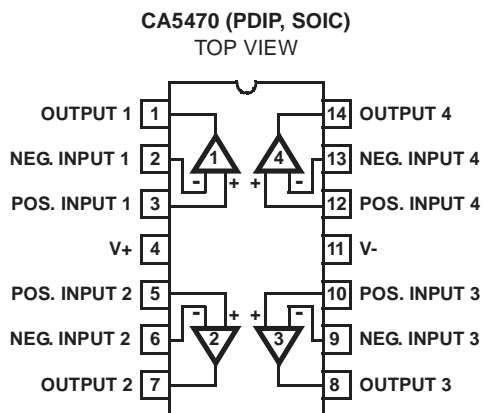 CA5470 (PDIP, SOIC)
TOP VIEW
OUTPUT 1 1 14 OUTPUT 4
NEG. INPUT 1 2 1 4 13 NEG. INPUT 4
- + + -
POS. INPUT 1 3 12 POS. INPUT 4
V+ 4 11 V-
POS. INPUT 2 5 10 POS. INPUT 3
- + + -
NEG. INPUT 2 6 2 3 9 NEG. INPUT 3
OUTPUT 2 7 8 OUTPUT 3